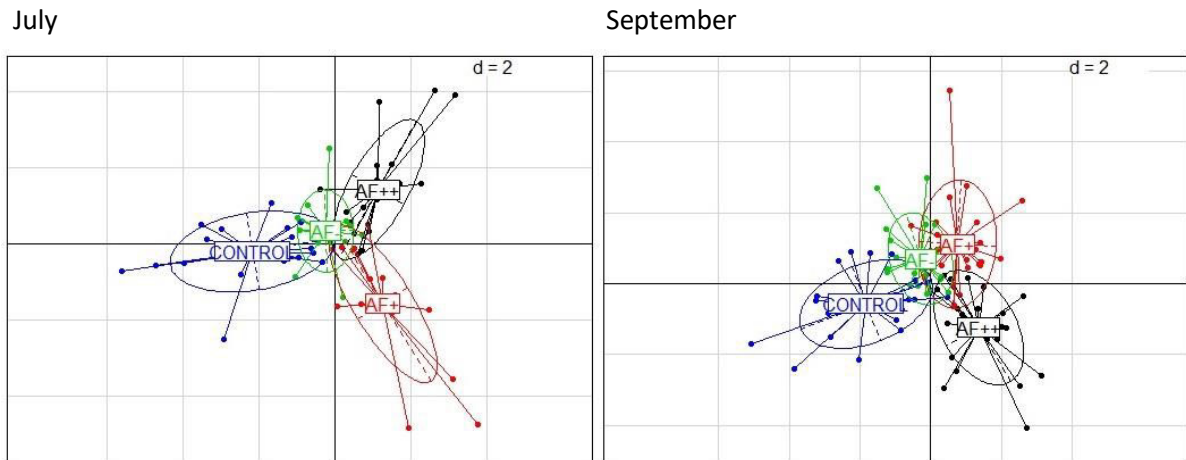 July
September
d = 2
d = 2
AF++
AF-
CONTROL
AF+
AF+
AF-
CONTROL
AF++